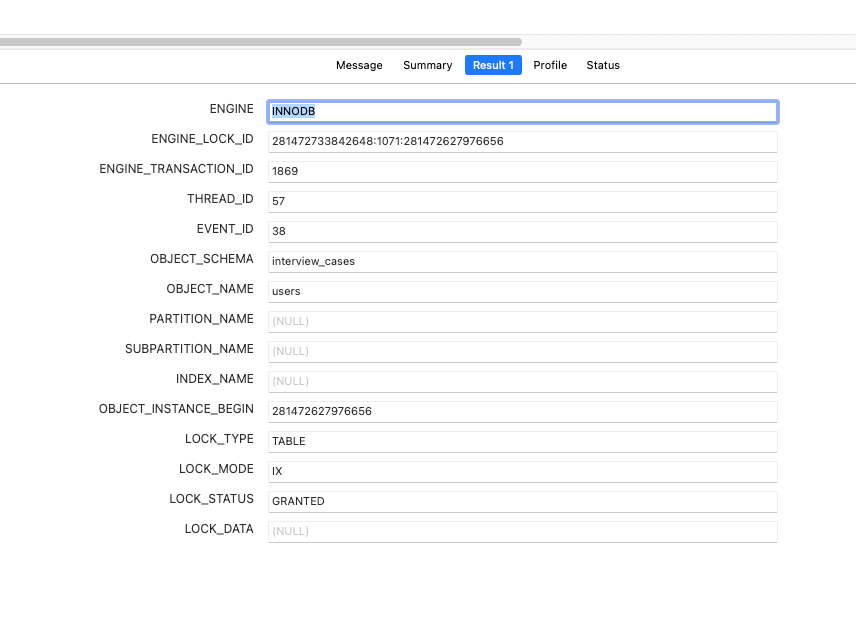 Message Summary Result 1 Profile Status
ENGINE INNODB
ENGINE_LOCK_ID 281472733842648:1071:281472627976656
ENGINE_TRANSACTION_ID 1869
THREAD_ID 57
EVENT_ID 38
OBJECT_SCHEMA interview_cases
OBJECT_NAME users
PARTITION_NAME (NULL)
SUBPARTITION_NAME (NULL)
INDEX_NAME (NULL)
OBJECT_INSTANCE_BEGIN 281472627976656
LOCK_TYPE TABLE
LOCK_MODE IX
LOCK_STATUS GRANTED
LOCK_DATA (NULL)